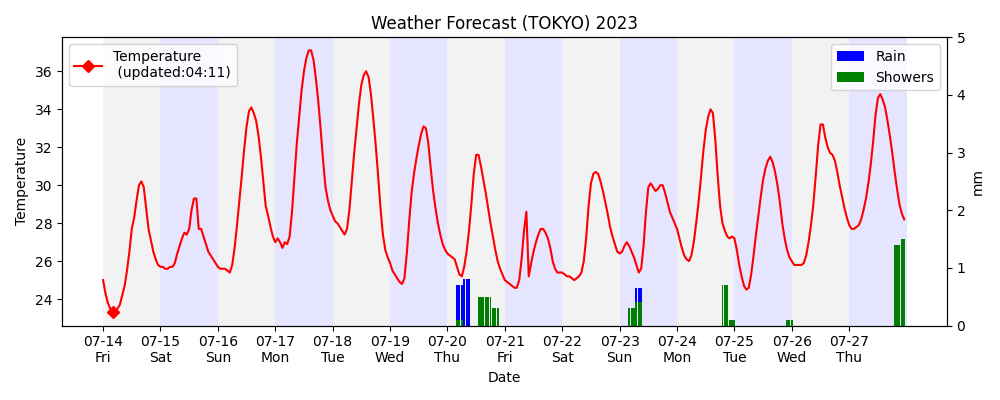 Weather Forecast (TOKYO) 2023
Temperature
(updated:04:11)
Rain
Showers
Temperature
36
34
32
30
28
26
24
5
4
3
2
1
0
mm
07-14 07-15 07-16 07-17 07-18 07-19 07-20 07-21 07-22 07-23 07-24 07-25 07-26 07-27
Fri Sat Sun Mon Tue Wed Thu Fri Sat Sun Mon Tue Wed Thu
Date